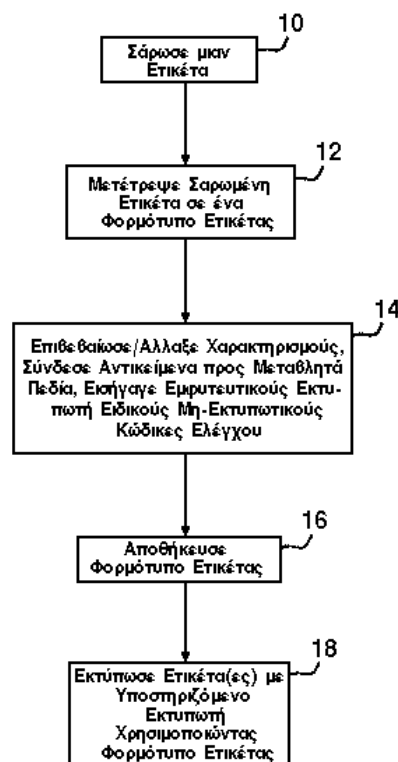 10
Σάρωσε μιαν
Ετικέτα
12
Μετέτρεψε Σαρωμένη
Ετικέτα σε ένα
Φορμότυπο Ετικέτας
14
Επιβεβαίωσε/Αλλαξε Χαρακτηρισμούς,
Σύνδεσε Αντικείμενα προς Μεταβλητά
Πεδία, Εισήγαγε Εμφυτευτικούς Εκτυ-
πωτή Ειδικούς Μη-Εκτυπωτικούς
Κώδικες Ελέγχου
16
Αποθήκευσε
Φορμότυπο Ετικέτας
18
Εκτύπωσε Ετικέτα(ες) με
Υποστηριζόμενο
Εκτυπωτή
Χρησιμοποιώντας
Φορμότυπο Ετικέτας